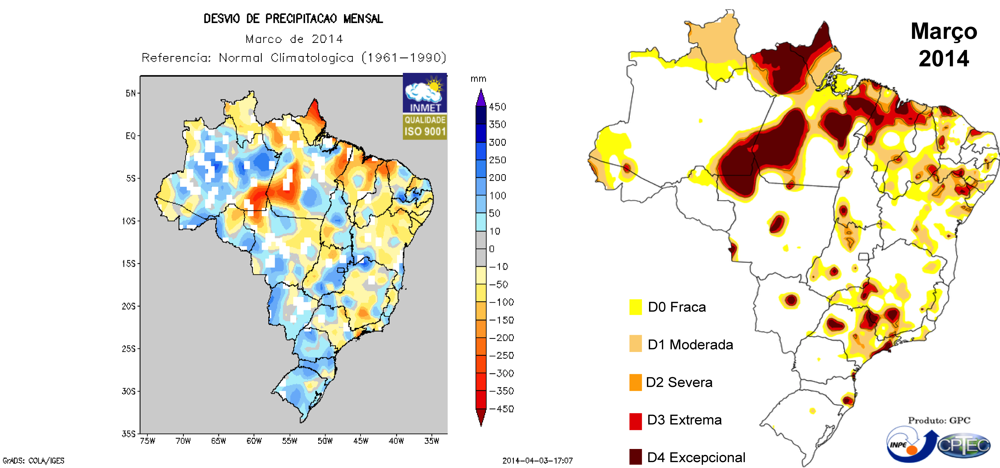 DESVIO DE PRECIPITACAO MENSAL
Marco de 2014
Referencia: Normal Climatologica (1961-1990)
INMET
QUALIDADE
ISO 9001
mm
450
350
300
250
200
100
50
10
0
-10
-50
-100
-150
-200
-250
-300
-350
-450
5N
EQ
5S
10S
15S
20S
25S
30S
35S
75W 70W 65W 60W 55W 50W 45W 40W 35W
GrADS: COLA/IGES
2014-04-03-17:07
Março
2014
D0 Fraca
D1 Moderada
D2 Severa
D3 Extrema
D4 Excepcional
Produto: GPC
INPE
CPTEC